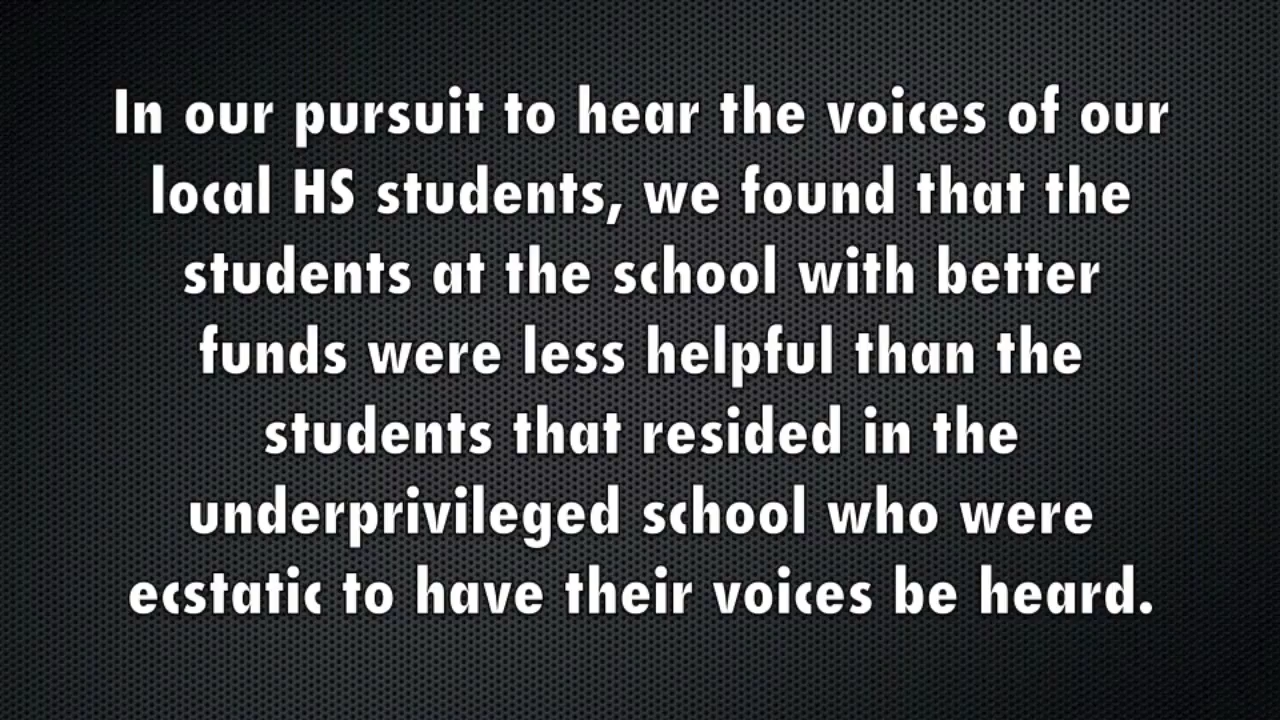 In our pursuit to hear the voices of our
local HS students, we found that the
students at the school with better
funds were less helpful than the
students that resided in the
underprivileged school who were
ecstatic to have their voices be heard.